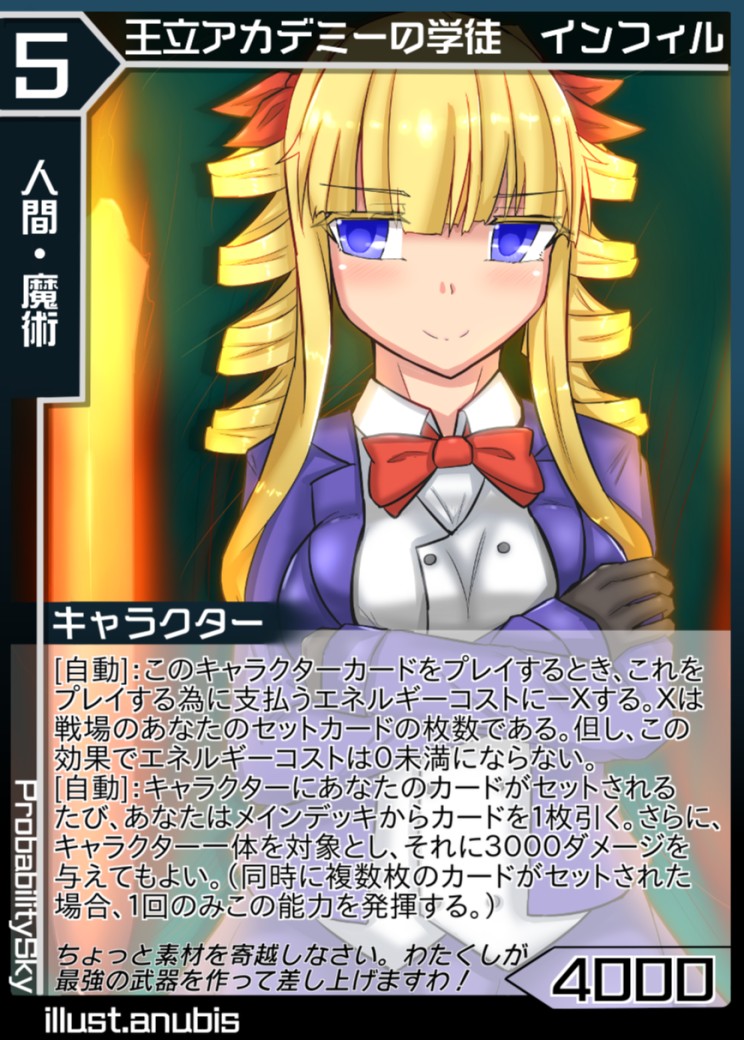 5
王立アカデミーの学徒　インフィル
人間・魔術
キャラクター
[自動]：このキャラクターカードをプレイするとき、これを
プレイする為に支払うエネルギーコストに－Xする。Xは
戦場のあなたのセットカードの枚数である。但し、この
効果でエネルギーコストは0未満にならない。
[自動]：キャラクターにあなたのカードがセットされる
たび、あなたはメインデッキからカードを1枚引く。さらに、
キャラクター一体を対象とし、それに3000ダメージを
与えてもよい。（同時に複数枚のカードがセットされた
場合、1回のみこの能力を発揮する。）
ちょっと素材を寄越しなさい。わたくしが
最強の武器を作って差し上げますわ！
4000
ProbabilitySky
illust.anubis